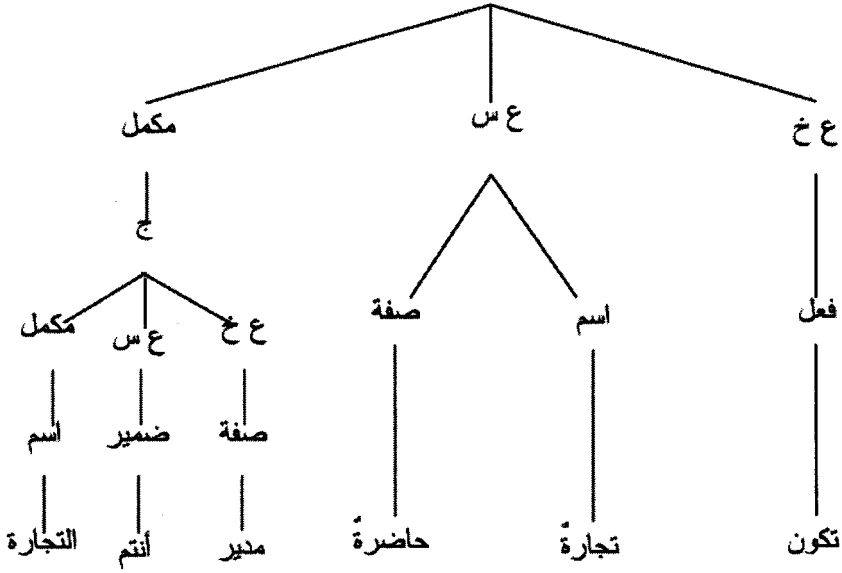 ع خ ع س مكمل
ج
فعل اسم صفة ع خ ع س مكمل
صفة ضمير اسم
تكون تجارةٌ حاضرةٌ مدير أنتم التجارة